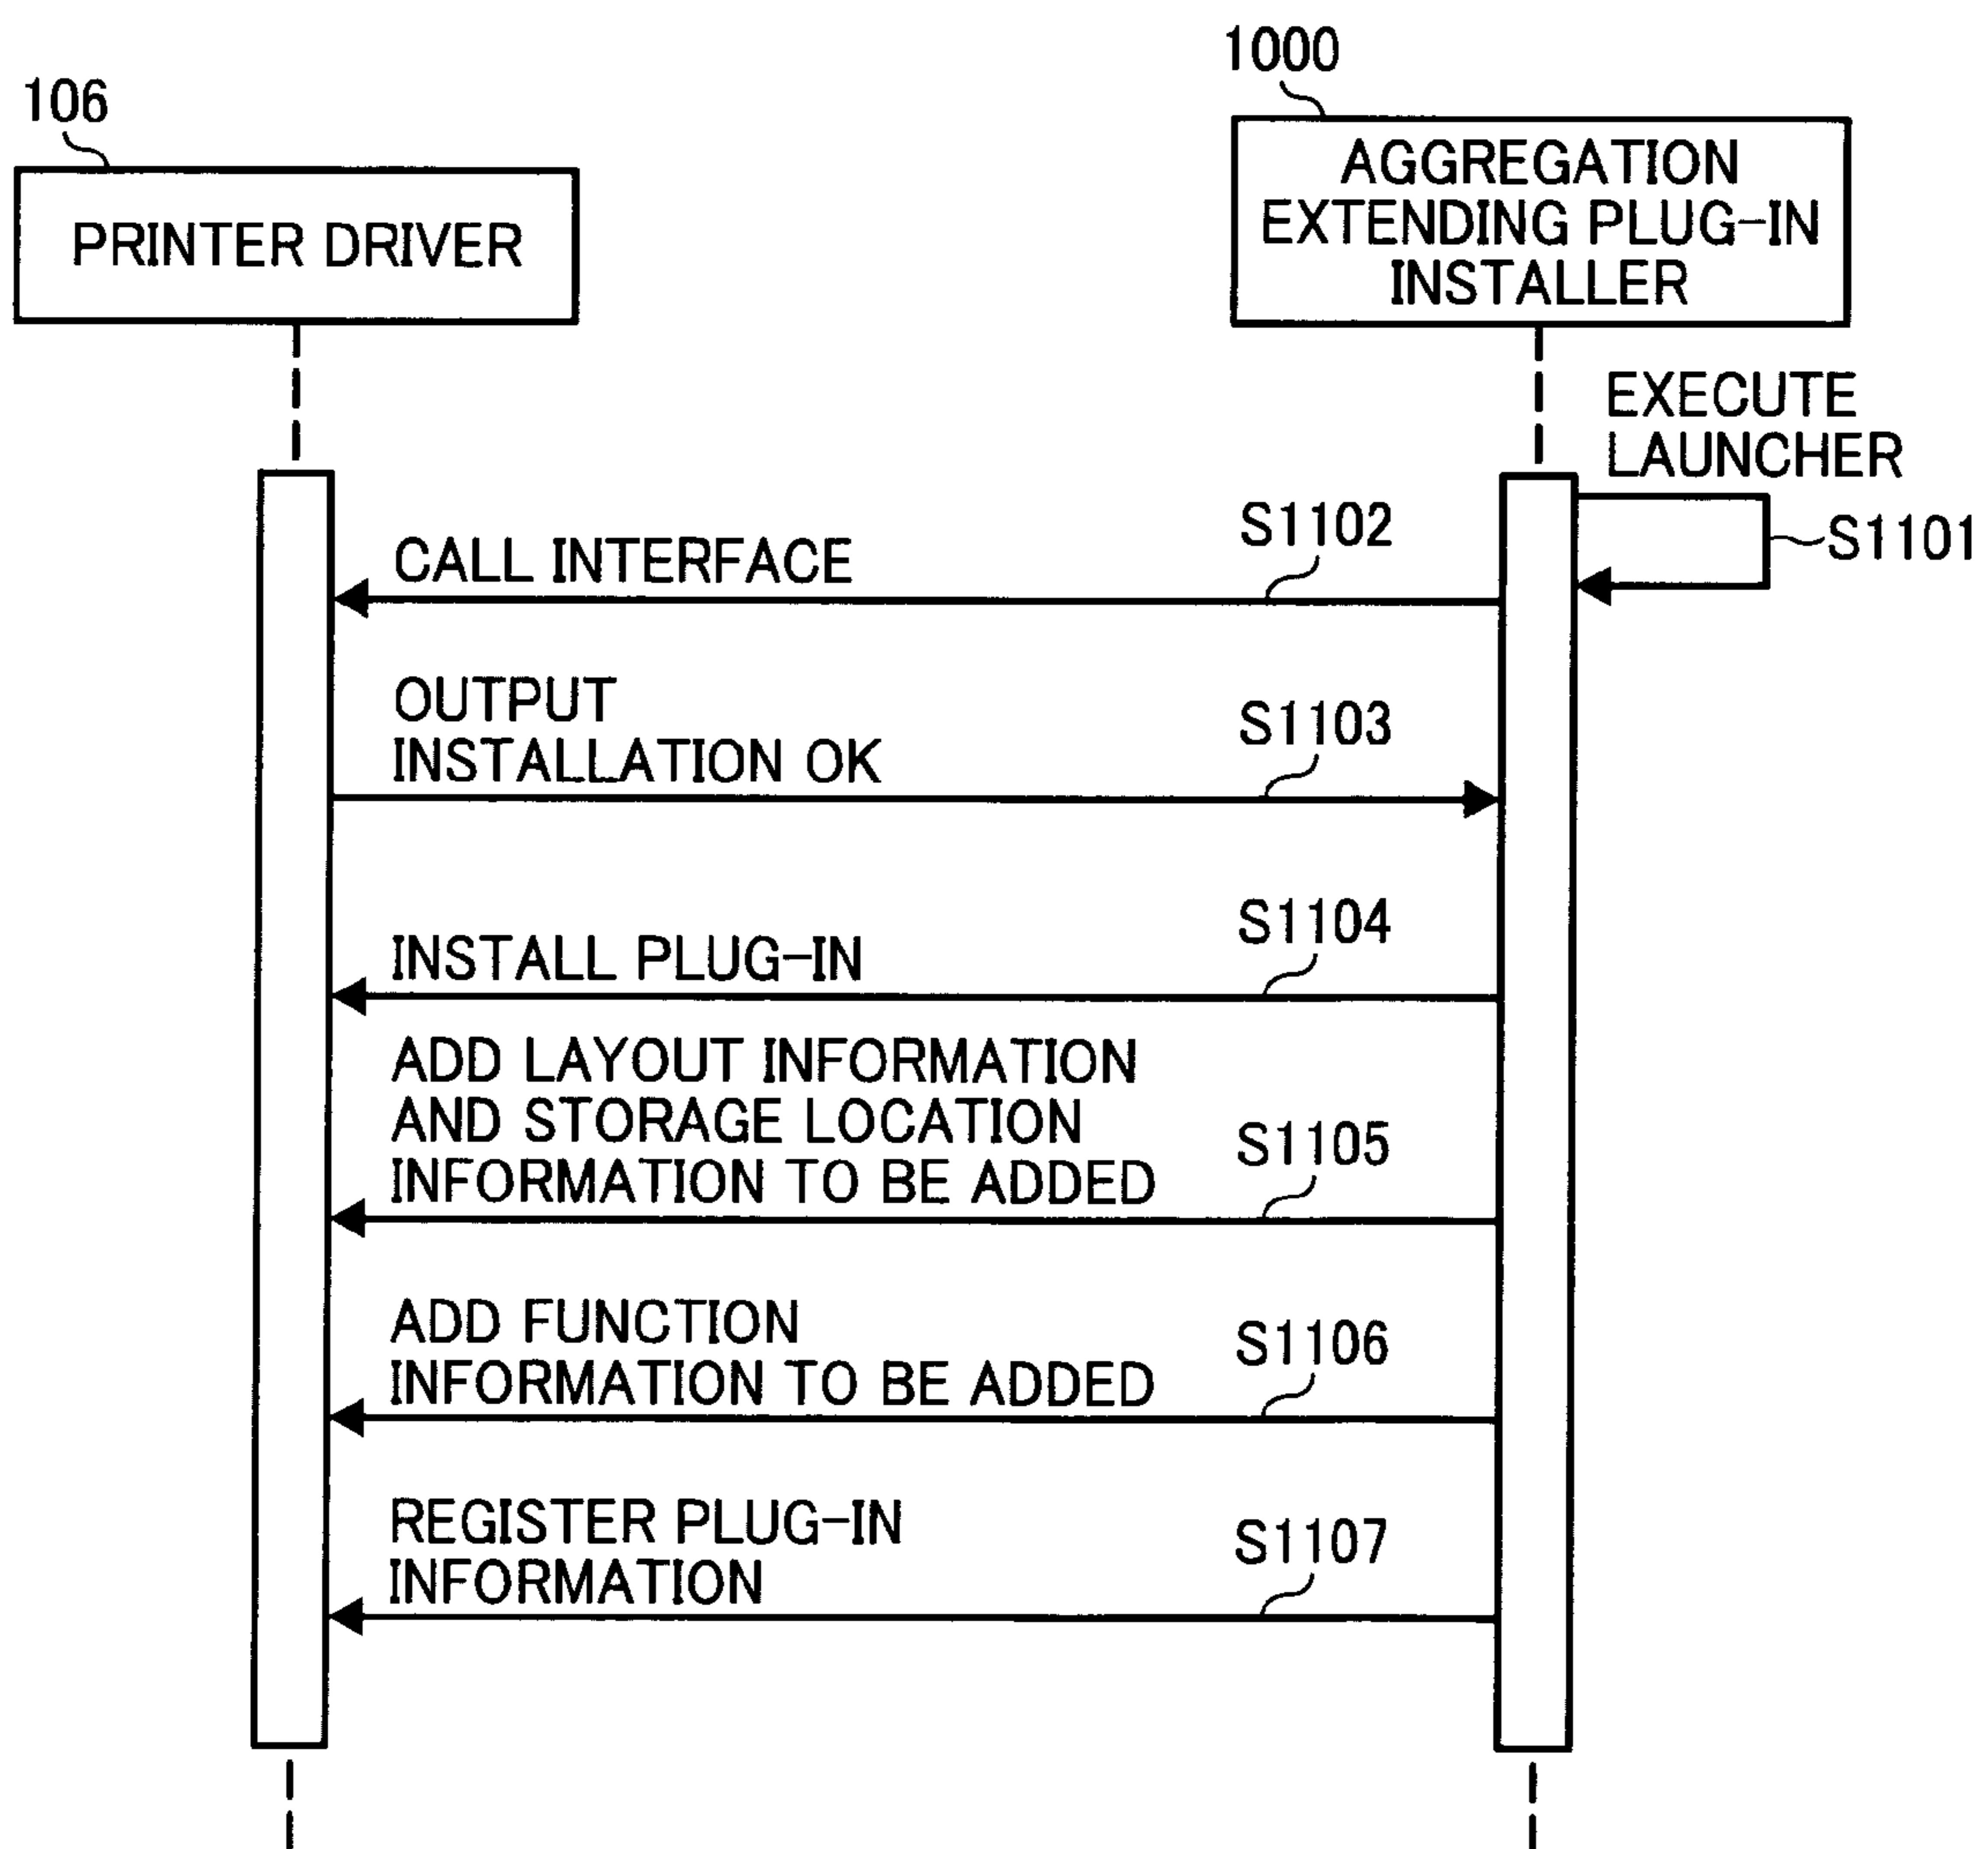 1000
106
AGGREGATION
EXTENDING PLUG-IN
INSTALLER
PRINTER DRIVER
EXECUTE
LAUNCHER
S1101
S1102
CALL INTERFACE
OUTPUT
INSTALLATION OK
S1103
S1104
INSTALL PLUG-IN
ADD LAYOUT INFORMATION
AND STORAGE LOCATION
INFORMATION TO BE ADDED
S1105
ADD FUNCTION
INFORMATION TO BE ADDED
S1106
REGISTER PLUG-IN
INFORMATION
S1107